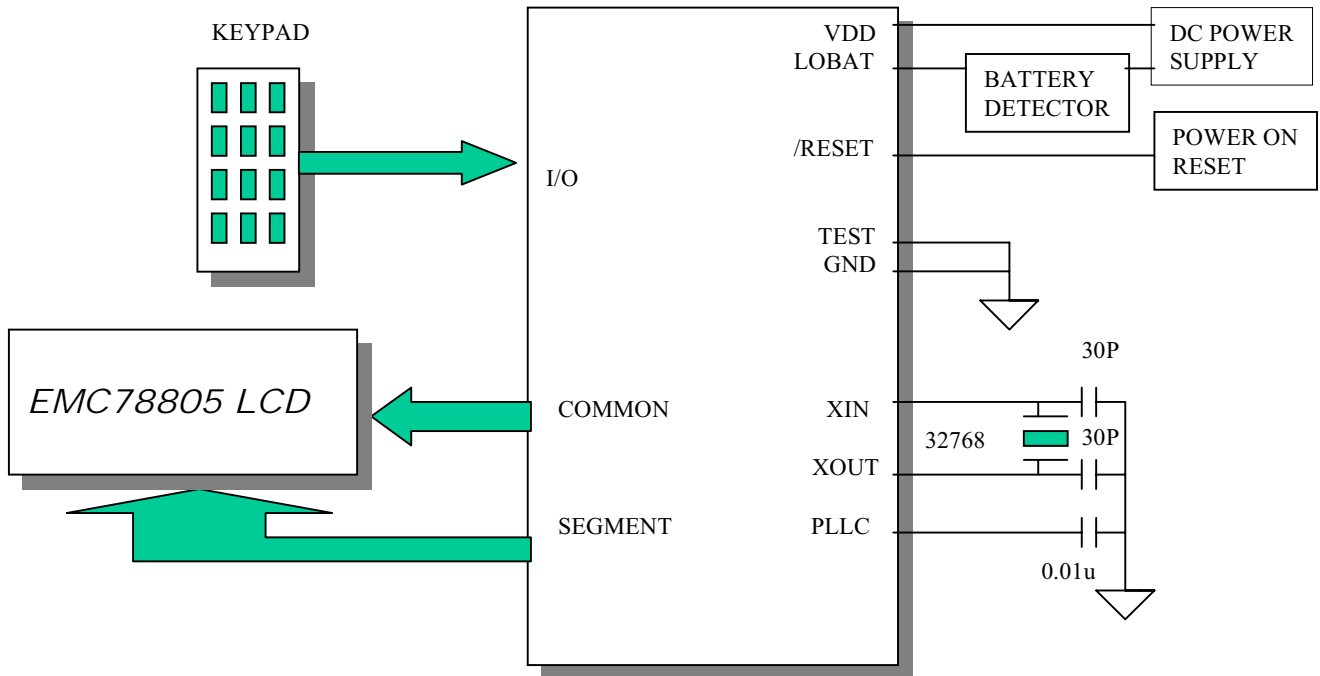 KEYPAD
VDD
LOBAT
DC POWER
SUPPLY
BATTERY
DETECTOR
/RESET
POWER ON
RESET
I/O
TEST
GND
30P
EMC78805 LCD
COMMON
XIN
32768
30P
XOUT
SEGMENT
PLLC
0.01u